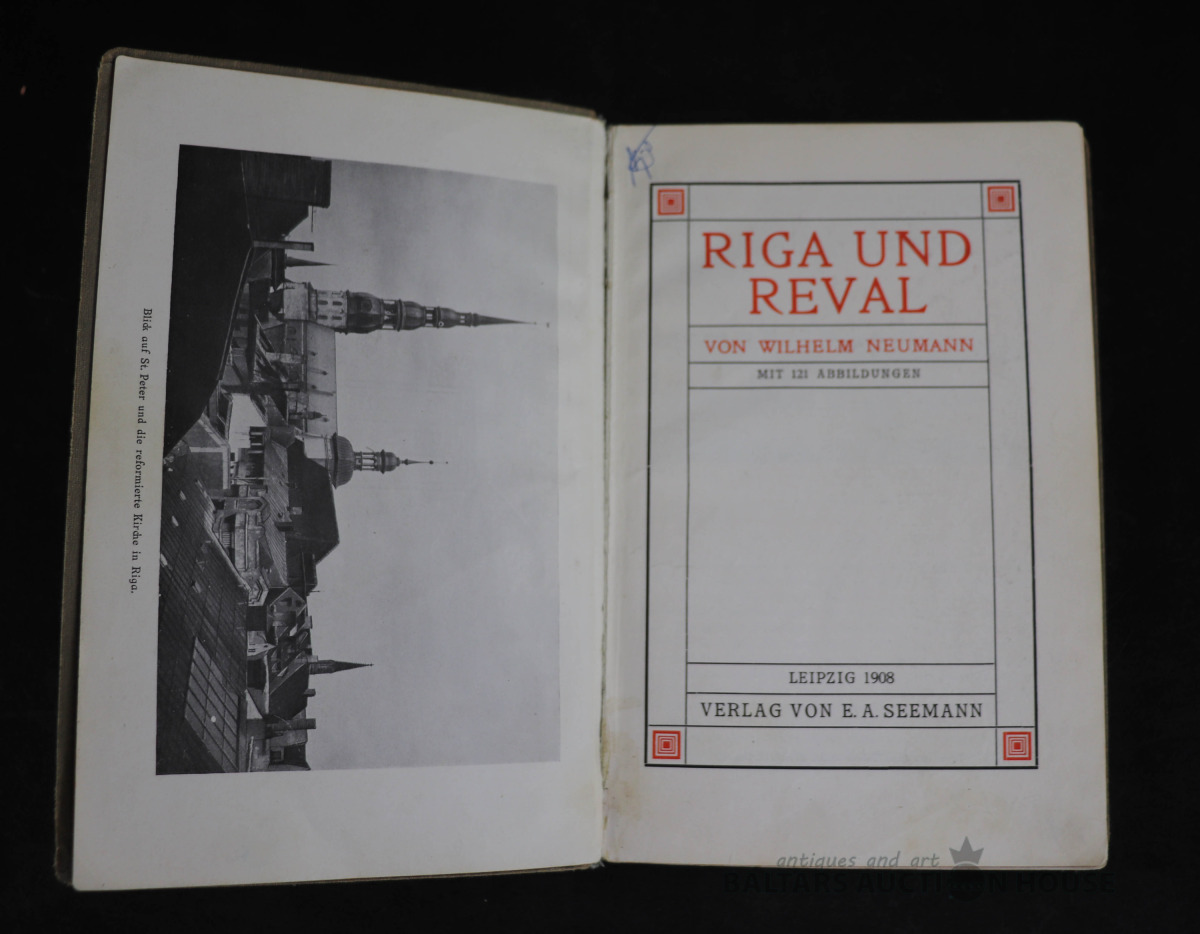 Blick auf St. Peter und die reformierte Kirche in Riga.
RIGA UND
REVAL
VON WILHELM NEUMANN
MIT 121 ABBILDUNGEN
LEIPZIG 1908
VERLAG VON E. A. SEEMANN
antiques and art
BALTARS AUCTION HOUSE